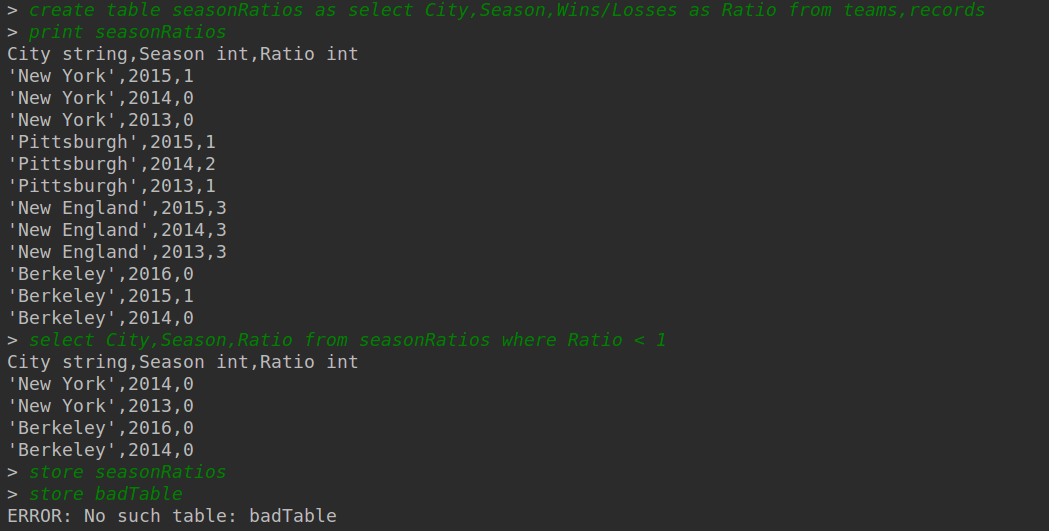 > create table seasonRatios as select City,Season,Wins/Losses as Ratio from teams,records
> print seasonRatios
City string,Season int,Ratio int
'New York',2015,1
'New York',2014,0
'New York',2013,0
'Pittsburgh',2015,1
'Pittsburgh',2014,2
'Pittsburgh',2013,1
'New England',2015,3
'New England',2014,3
'New England',2013,3
'Berkeley',2016,0
'Berkeley',2015,1
'Berkeley',2014,0
> select City,Season,Ratio from seasonRatios where Ratio < 1
City string,Season int,Ratio int
'New York',2014,0
'New York',2013,0
'Berkeley',2016,0
'Berkeley',2014,0
> store seasonRatios
> store badTable
ERROR: No such table: badTable